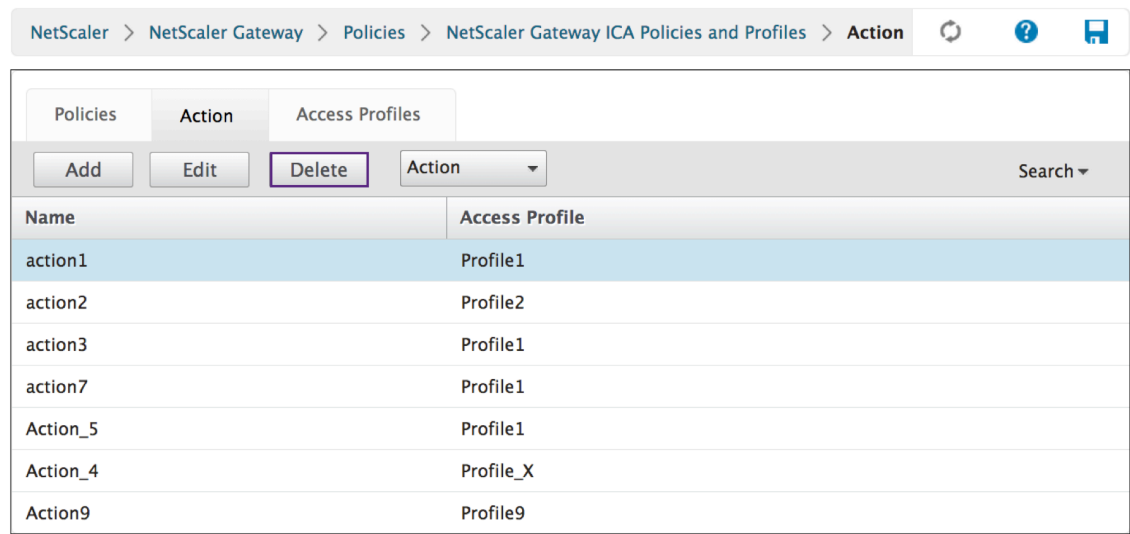 NetScaler > NetScaler Gateway > Policies > NetScaler Gateway ICA Policies and Profiles > Action ?
Policies Action Access Profiles
Add Edit Delete Action Search
Name Access Profile
action1 Profile1
action2 Profile2
action3 Profile1
action7 Profile1
Action_5 Profile1
Action_4 Profile_X
Action9 Profile9